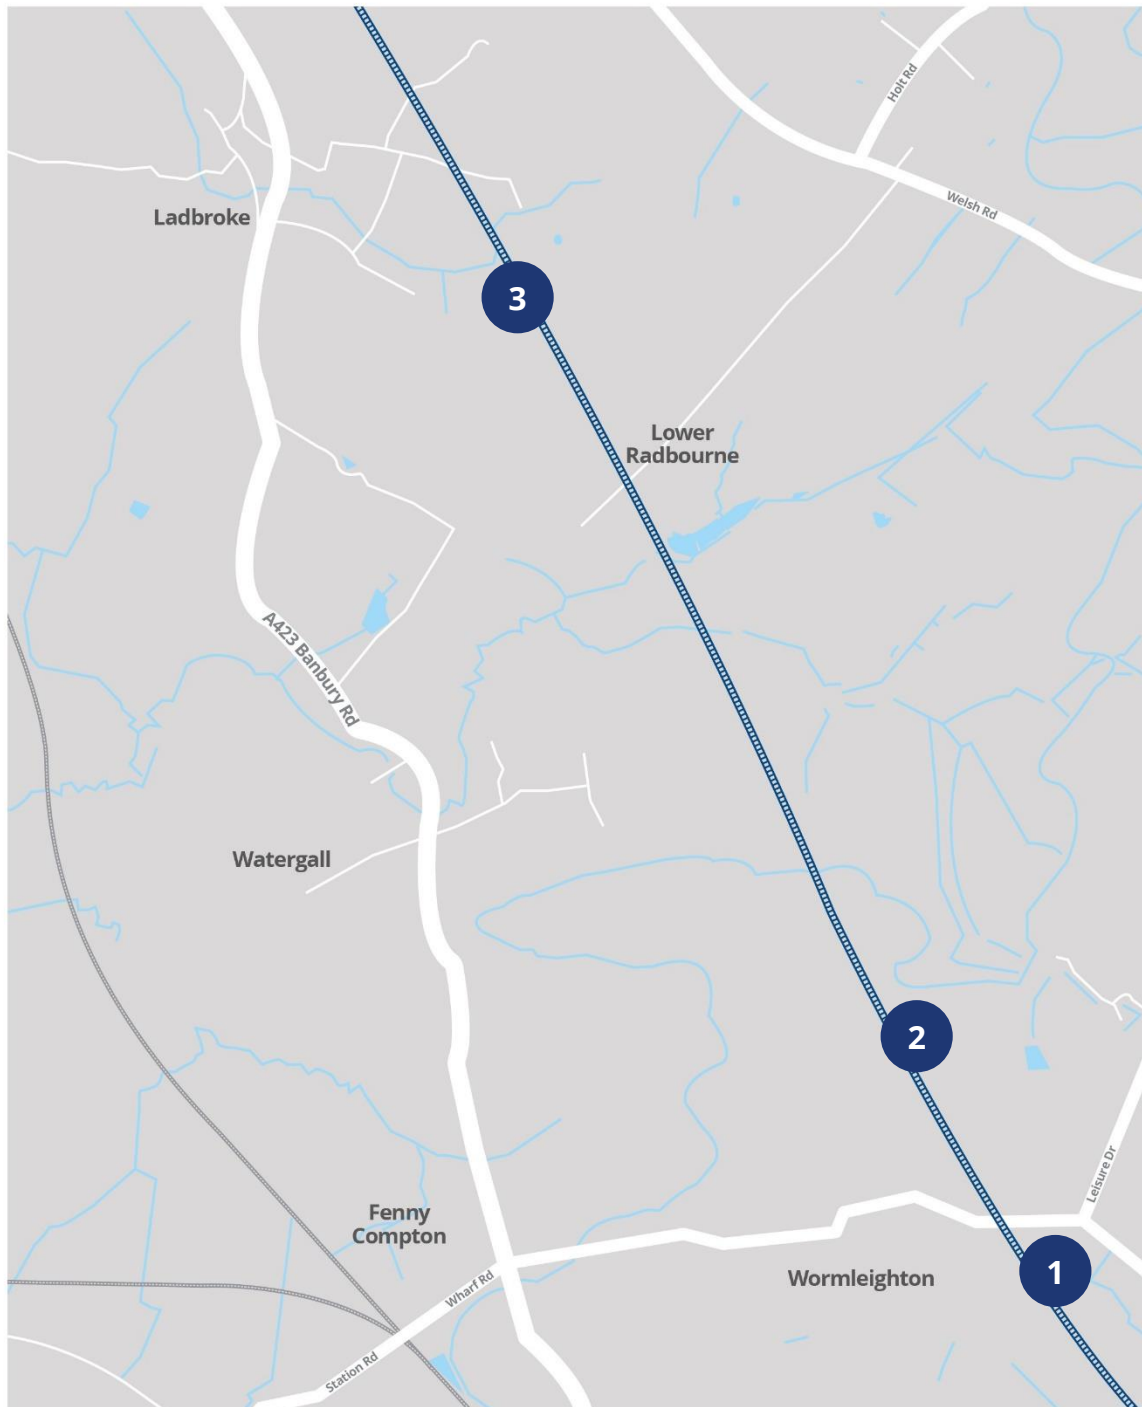 Holt Rd
Welsh Rd
Ladbroke
3
Lower
Radbourne
A423 Banbury Rd
Watergall
2
Leisure Dr
Fenny
Compton
Wormleighton
1
Wharf Rd
Station Rd